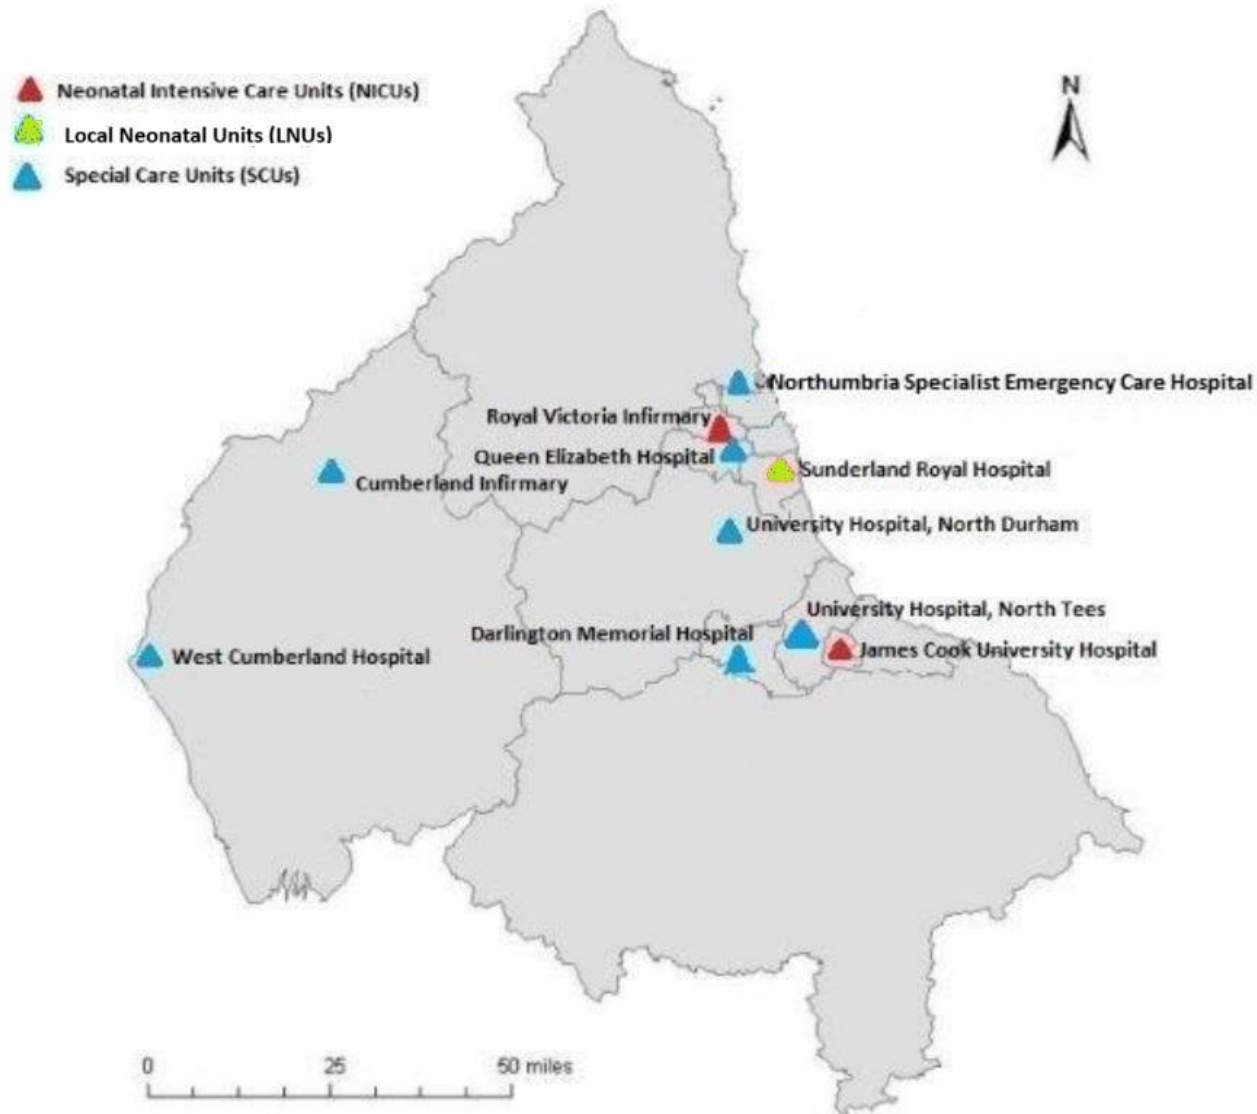 Neonatal Intensive Care Units (NICUs)
Local Neonatal Units (LNUs)
Special Care Units (SCUs)
N
Northumbria Specialist Emergency Care Hospital
Royal Victoria Infirmary
Queen Elizabeth Hospital
Sunderland Royal Hospital
Cumberland Infirmary
University Hospital, North Durham
University Hospital, North Tees
Darlington Memorial Hospital
James Cook University Hospital
West Cumberland Hospital
0 25 50 miles